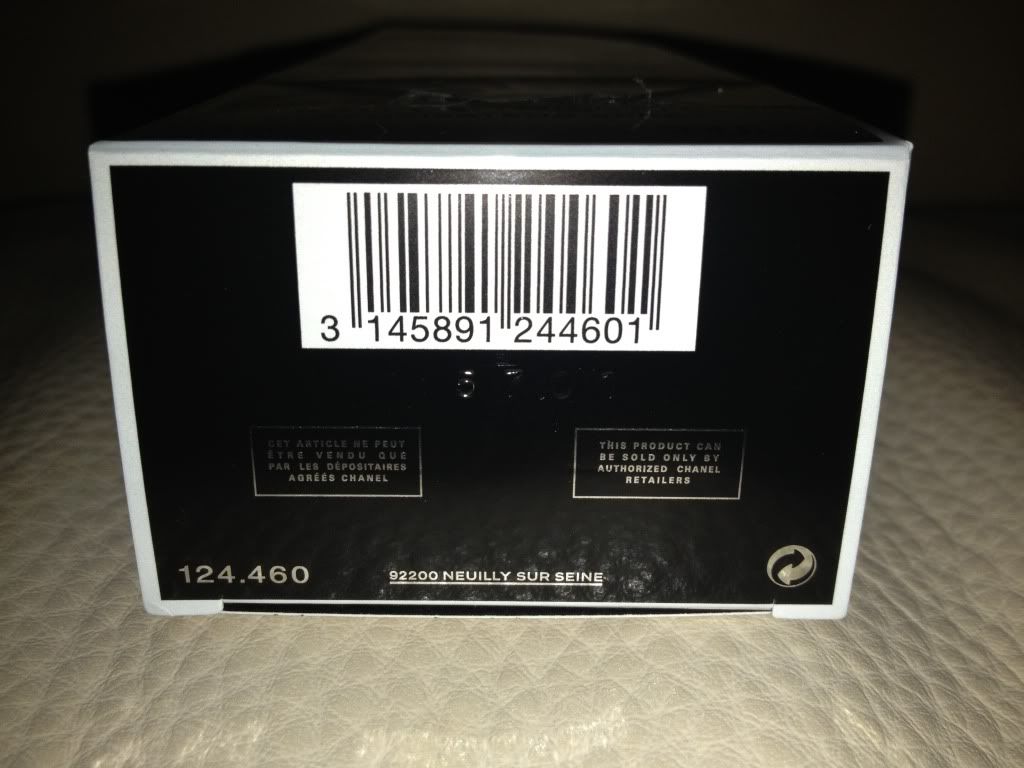 3 145891 244601
CET ARTICLE NE PEUT
ÊTRE VENDU QUE
PAR LES DÉPOSITAIRES
AGRÉÉS CHANEL
THIS PRODUCT CAN
BE SOLD ONLY BY
AUTHORIZED CHANEL
RETAILERS
124.460
92200 NEUILLY SUR SEINE